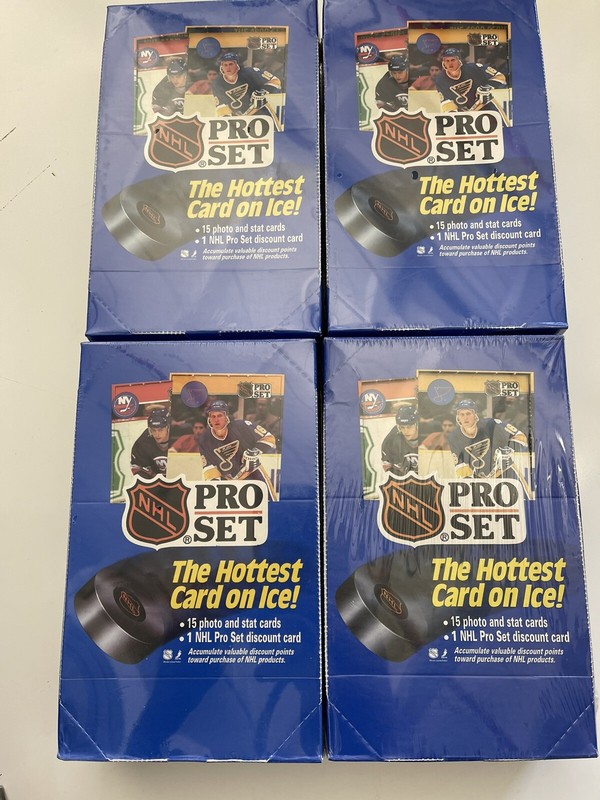 NY
PRO
SET
NHL
PRO
SET
®
The Hottest
Card on Ice!
• 15 photo and stat cards
• 1 NHL Pro Set discount card
Accumulate valuable discount points
toward purchase of NHL products.
NY
PRO
SET
NHL
PRO
SET
®
The Hottest
Card on Ice!
• 15 photo and stat cards
• 1 NHL Pro Set discount card
Accumulate valuable discount points
toward purchase of NHL products.
NY
PRO
SET
NHL
PRO
SET
®
The Hottest
Card on Ice!
• 15 photo and stat cards
• 1 NHL Pro Set discount card
Accumulate valuable discount points
toward purchase of NHL products.
NY
PRO
SET
NHL
PRO
SET
®
The Hottest
Card on Ice!
• 15 photo and stat cards
• 1 NHL Pro Set discount card
Accumulate valuable discount points
toward purchase of NHL products.